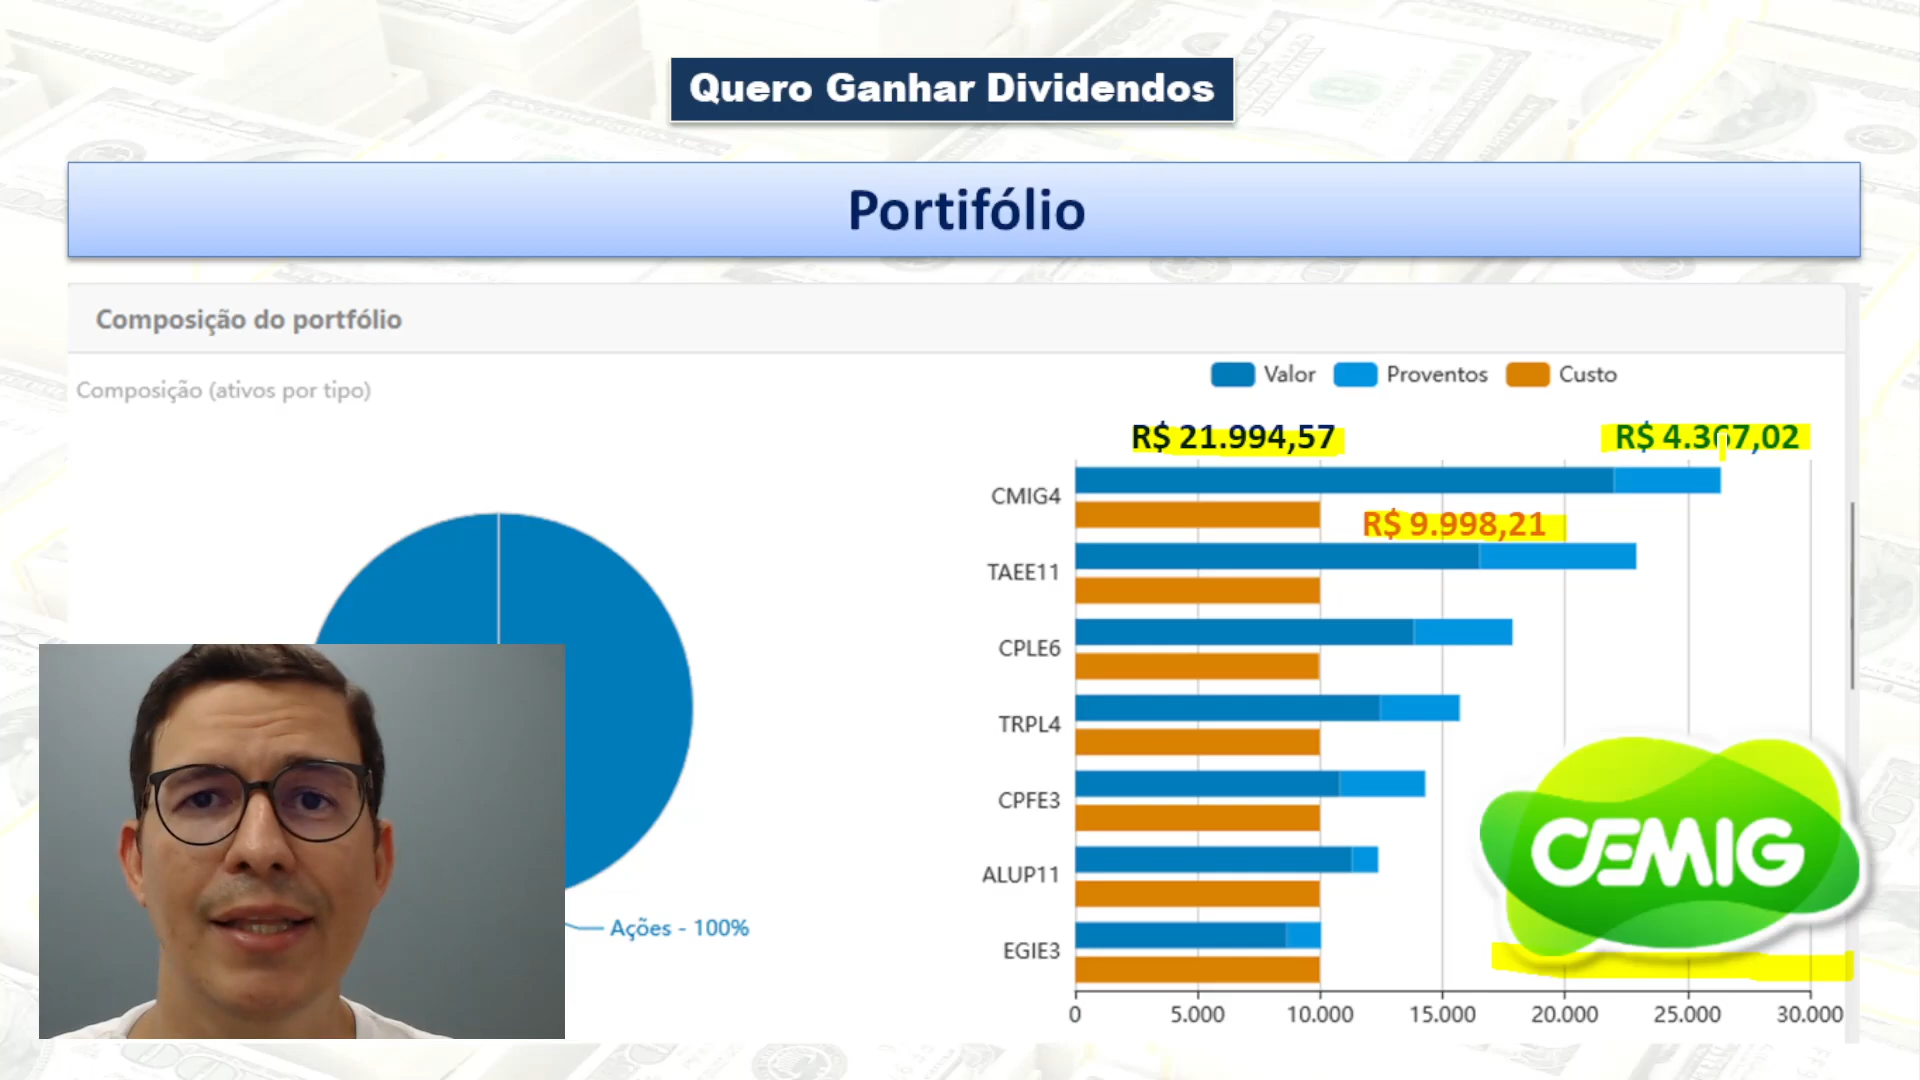 Quero Ganhar Dividendos
Portifólio
Composição do portfólio
Composição (ativos por tipo)
Ações - 100%
Valor
Proventos
Custo
R$ 21.994,57
R$ 4.367,02
CMIG4
R$ 9.998,21
TAEE11
CPLE6
TRPL4
CPFE3
ALUP11
EGIE3
CEMIG
0
5.000
10.000
15.000
20.000
25.000
30.000